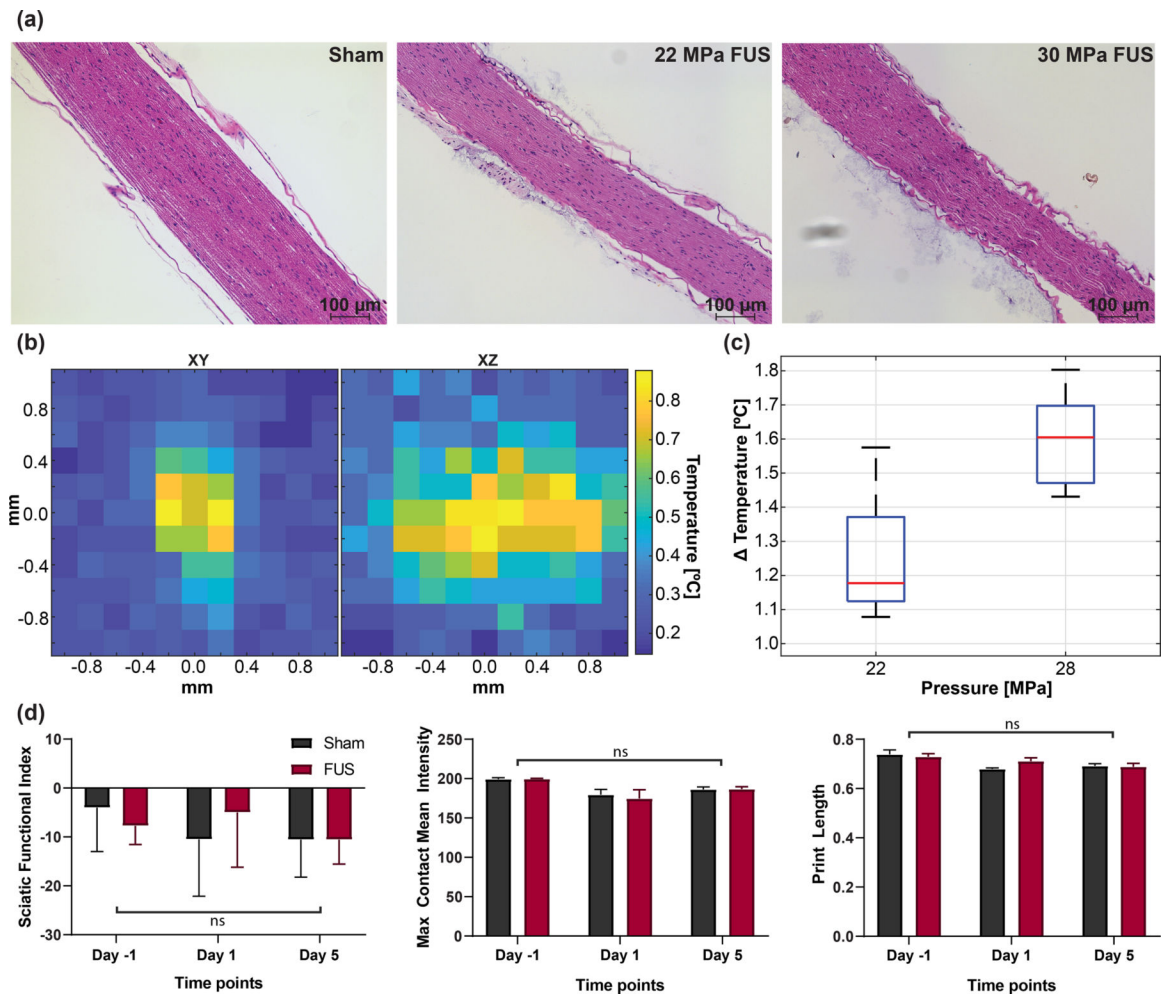 (a)
Sham
22 MPa FUS
30 MPa FUS
100 µm
100 µm
100 µm
(b)
XY
XZ
mm
0.8
0.4
0.0
-0.4
-0.8
-0.8 -0.4 0.0 0.4 0.8
mm
-0.8 -0.4 0.0 0.4 0.8
mm
0.8
0.7
0.6
0.5
0.4
0.3
0.2
Temperature [ºC]
(c)
Δ Temperature [ºC]
1.8
1.7
1.6
1.5
1.4
1.3
1.2
1.1
1.0
22 28
Pressure [MPa]
(d)
Sciatic Functional Index
10
0
-10
-20
-30
Sham
FUS
ns
Day -1 Day 1 Day 5
Time points
Max Contact Mean Intensity
250
200
150
100
50
0
ns
Day -1 Day 1 Day 5
Time points
Print Length
0.8
0.6
0.4
0.2
0.0
ns
Day -1 Day 1 Day 5
Time points